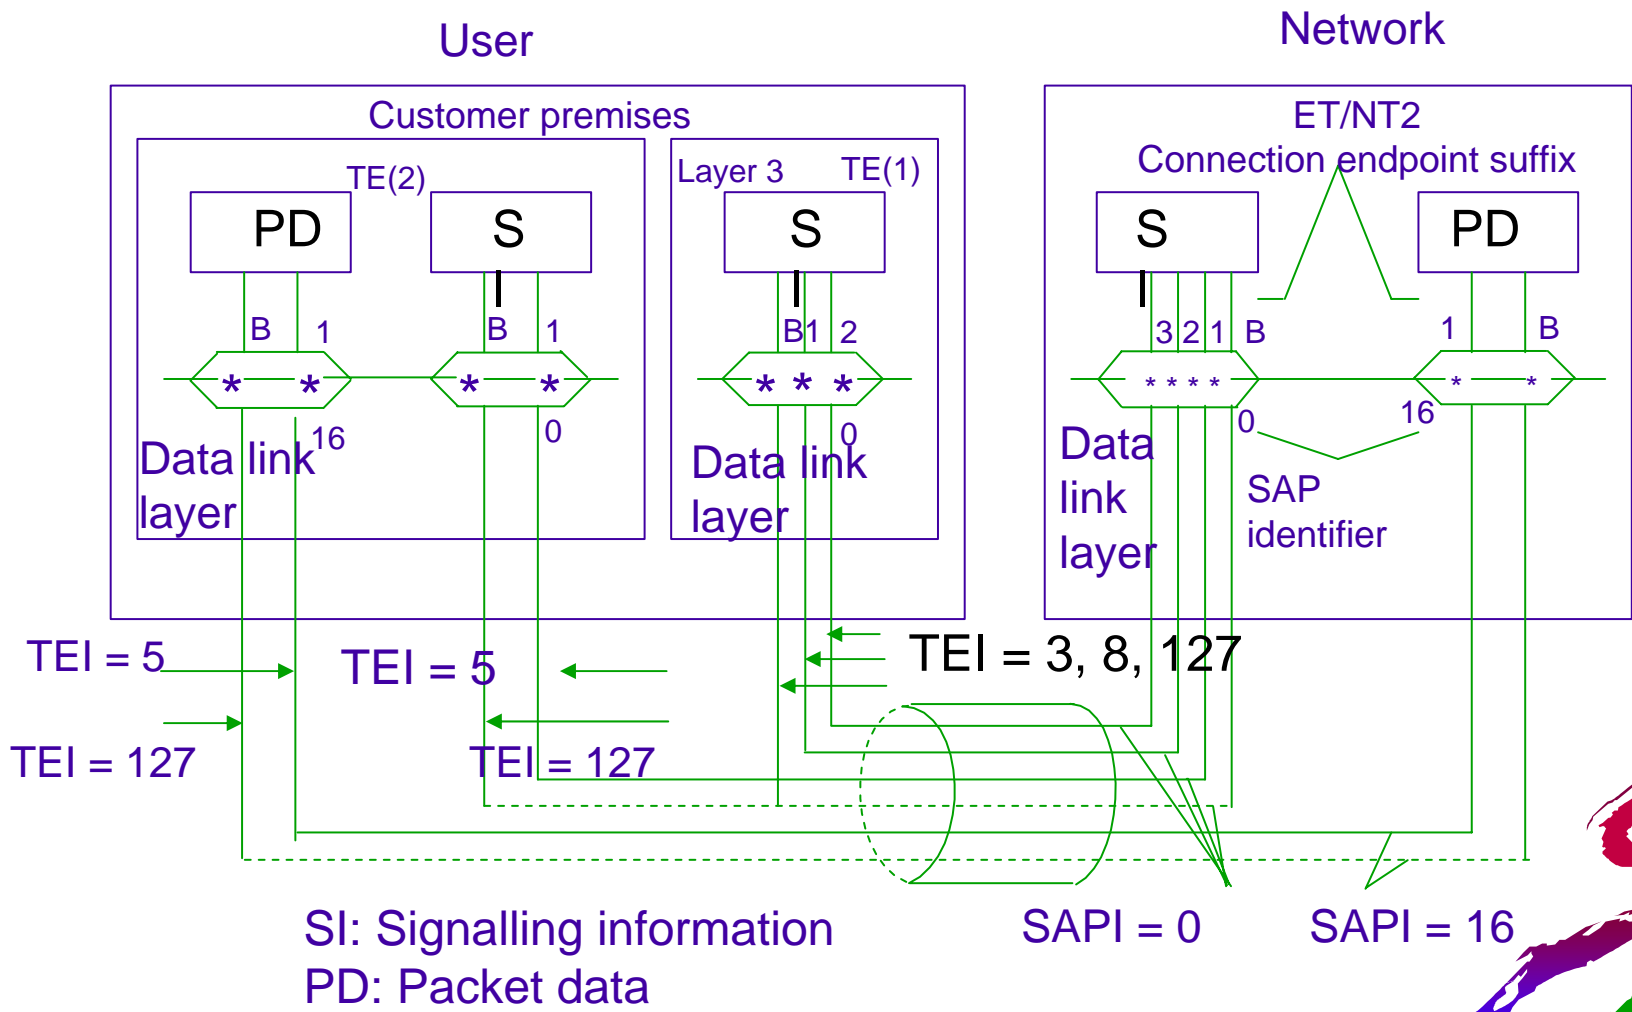 User
Network
Customer premises
ET/NT2
Connection endpoint suffix
TE(2)
Layer 3
TE(1)
PD
S
I
S
I
S
I
PD
B 1
B 1
B 1 2
3 2 1 B
1 B
* *
* *
* * *
* * * *
* *
16
0
0
0
16
Data link
layer
Data link
layer
Data
link
layer
SAP
identifier
TEI = 5
TEI = 5
TEI = 3, 8, 127
TEI = 127
TEI = 127
SI: Signalling information
SAPI = 0
SAPI = 16
PD: Packet data